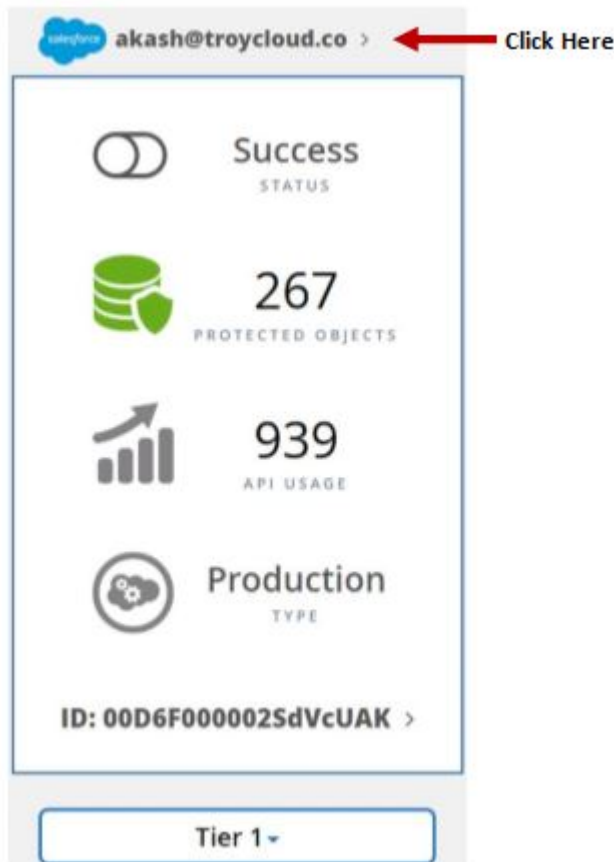 salesforce akash@troycloud.co >
Click Here
Success
STATUS
267
PROTECTED OBJECTS
939
API USAGE
Production
TYPE
ID: 00D6F000002SdVcUAK >
Tier 1